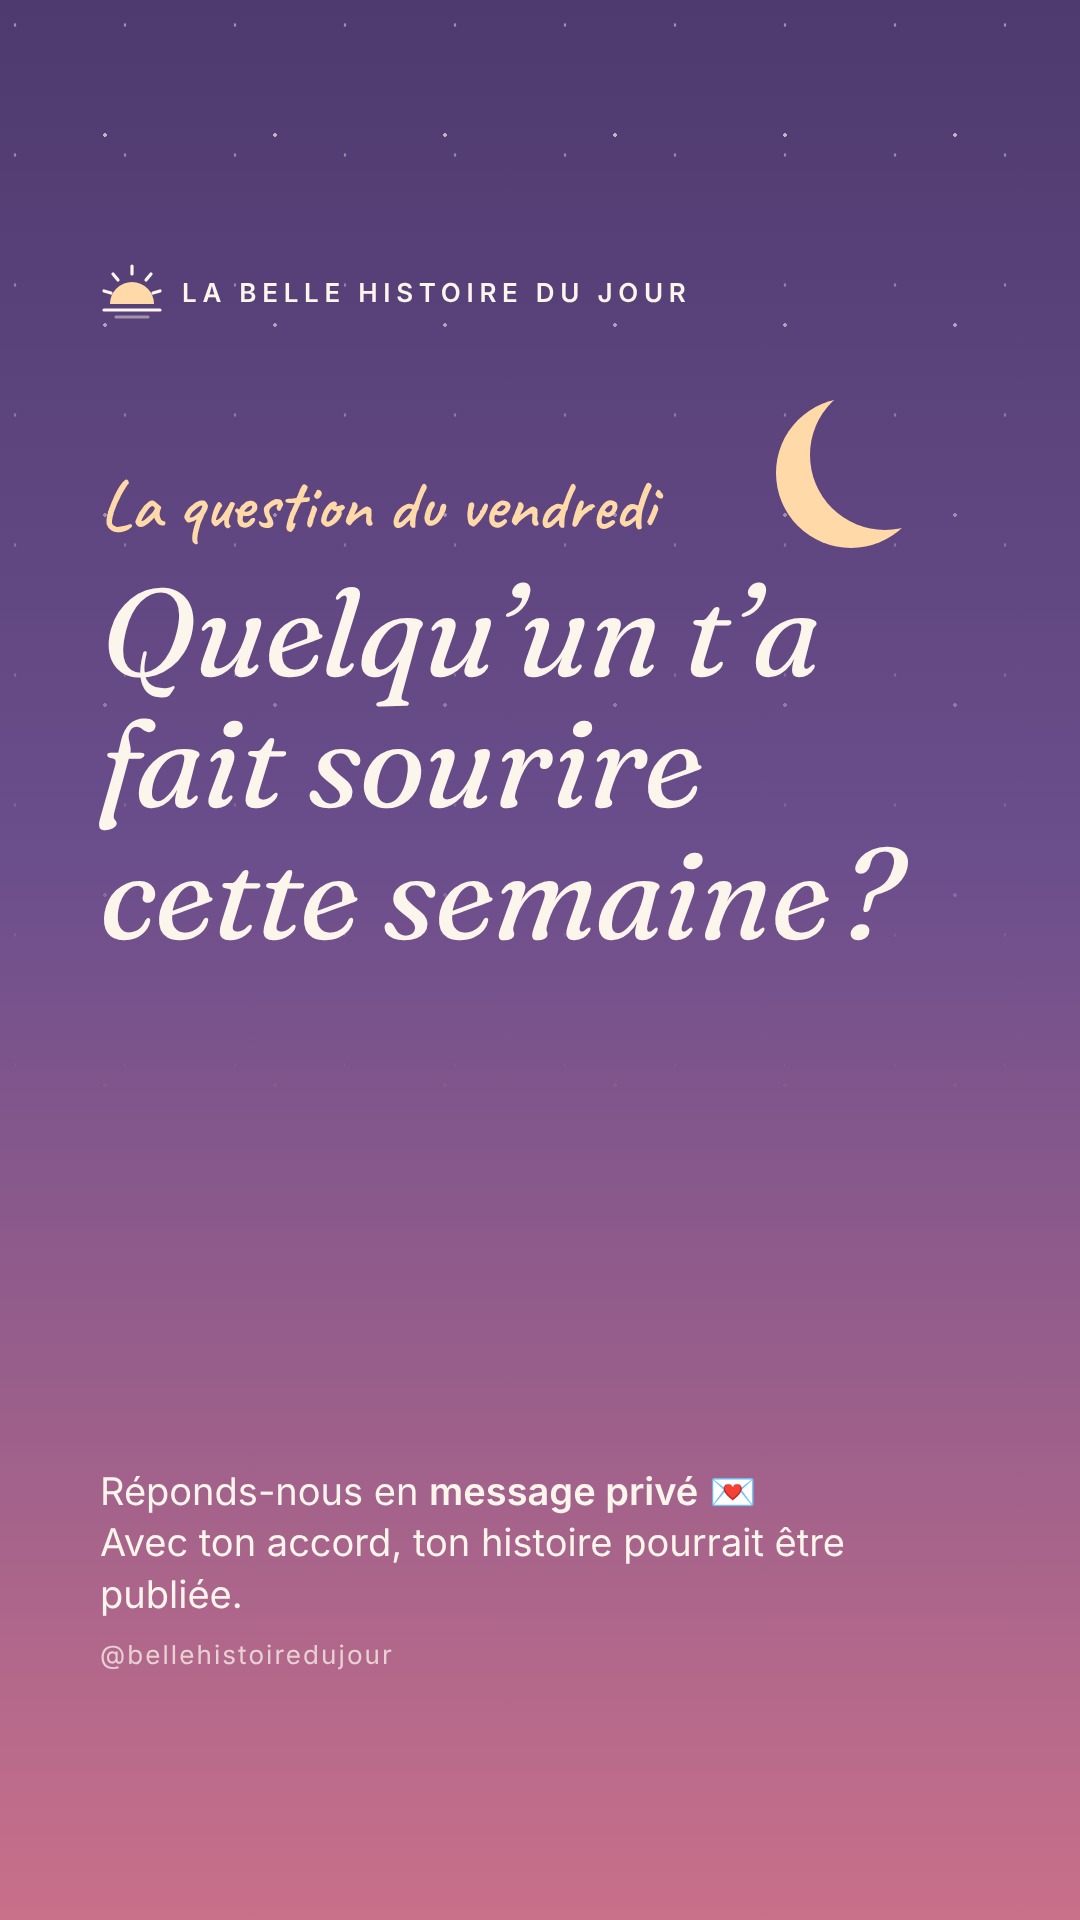 LA BELLE HISTOIRE DU JOUR
La question du vendredi
Quelqu’un t’a
fait sourire
cette semaine ?
Réponds-nous en message privé 💌
Avec ton accord, ton histoire pourrait être
publiée.
@bellehistoiredujour